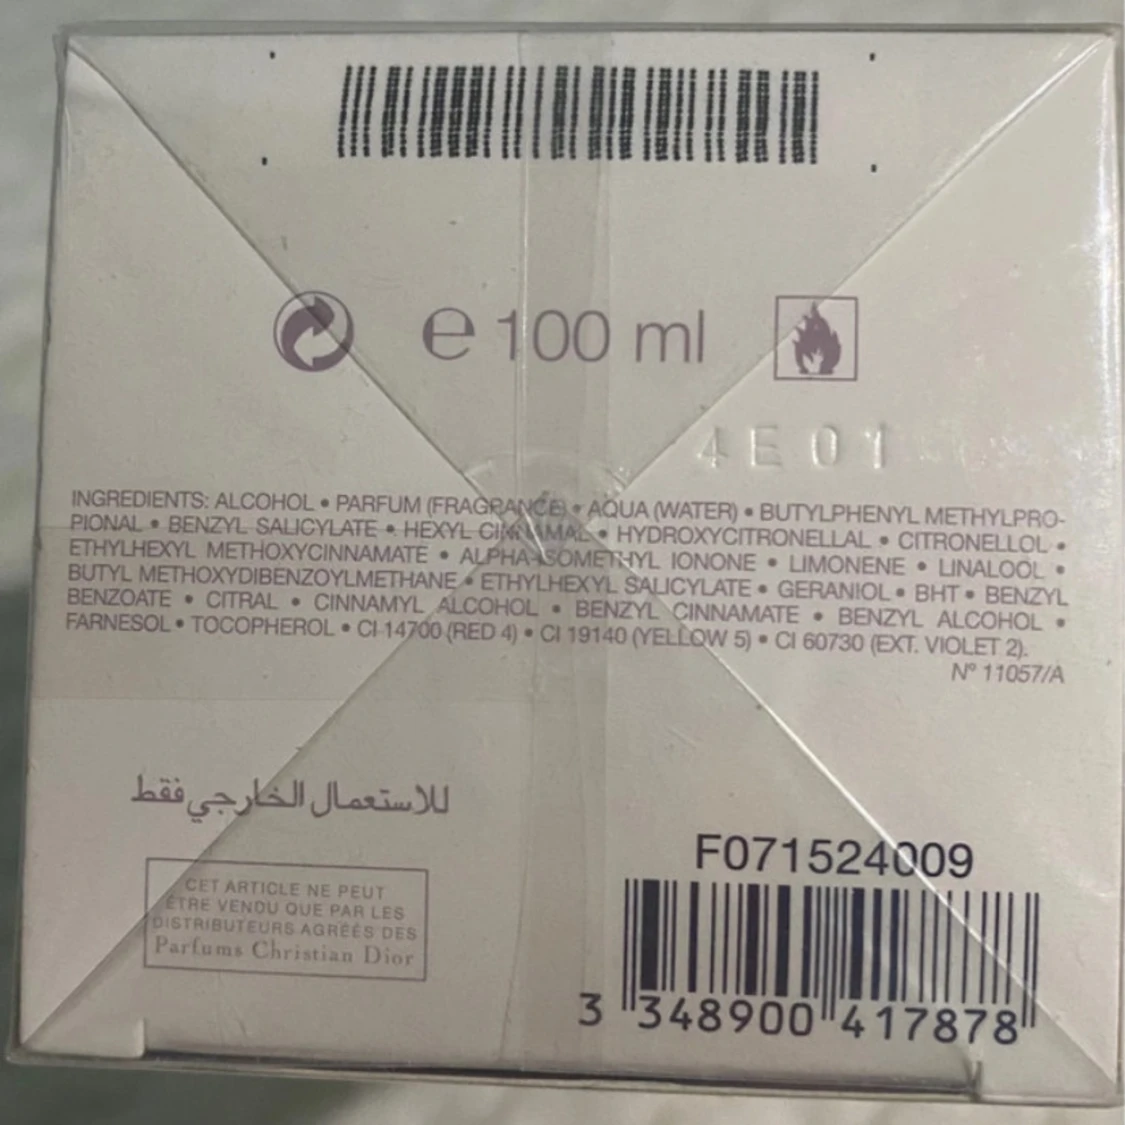 ℮ 100 ml
4E01
INGREDIENTS: ALCOHOL • PARFUM (FRAGRANCE) • AQUA (WATER) • BUTYLPHENYL METHYLPRO-
PIONAL • BENZYL SALICYLATE • HEXYL CINNAMAL • HYDROXYCITRONELLAL • CITRONELLOL •
ETHYLHEXYL METHOXYCINNAMATE • ALPHA-ISOMETHYL IONONE • LIMONENE • LINALOOL •
BUTYL METHOXYDIBENZOYLMETHANE • ETHYLHEXYL SALICYLATE • GERANIOL • BHT • BENZYL
BENZOATE • CITRAL • CINNAMYL ALCOHOL • BENZYL CINNAMATE • BENZYL ALCOHOL •
FARNESOL • TOCOPHEROL • CI 14700 (RED 4) • CI 19140 (YELLOW 5) • CI 60730 (EXT. VIOLET 2).
N° 11057/A
للاستعمال الخارجي فقط
CET ARTICLE NE PEUT
ÊTRE VENDU QUE PAR LES
DISTRIBUTEURS AGRÉÉS DES
Parfums Christian Dior
F071524009
3 348900 417878